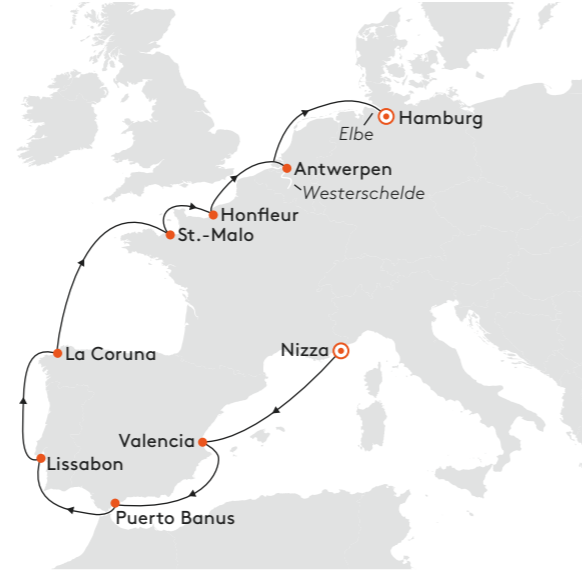 Hamburg
Elbe
Antwerpen
Westerschelde
Honfleur
St.-Malo
La Coruna
Nizza
Valencia
Lissabon
Puerto Banus